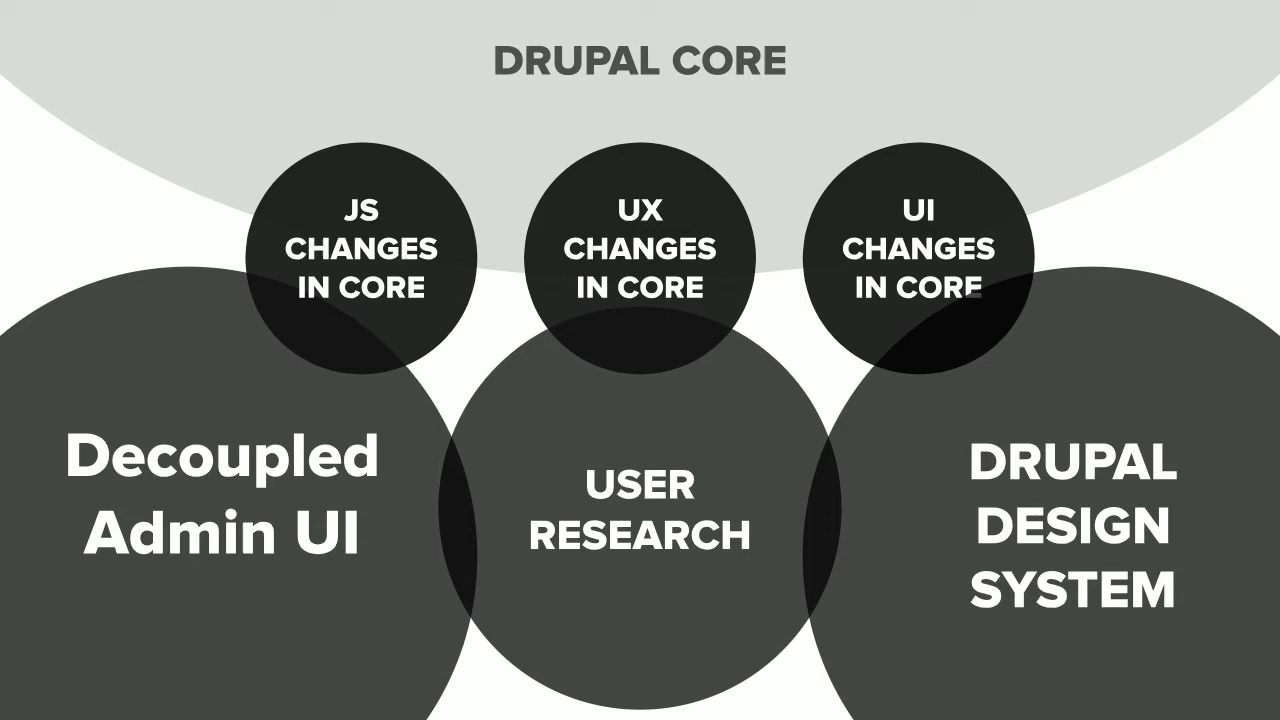 DRUPAL CORE
JS
CHANGES
IN CORE
UX
CHANGES
IN CORE
UI
CHANGES
IN CORE
Decoupled
Admin UI
USER
RESEARCH
DRUPAL
DESIGN
SYSTEM